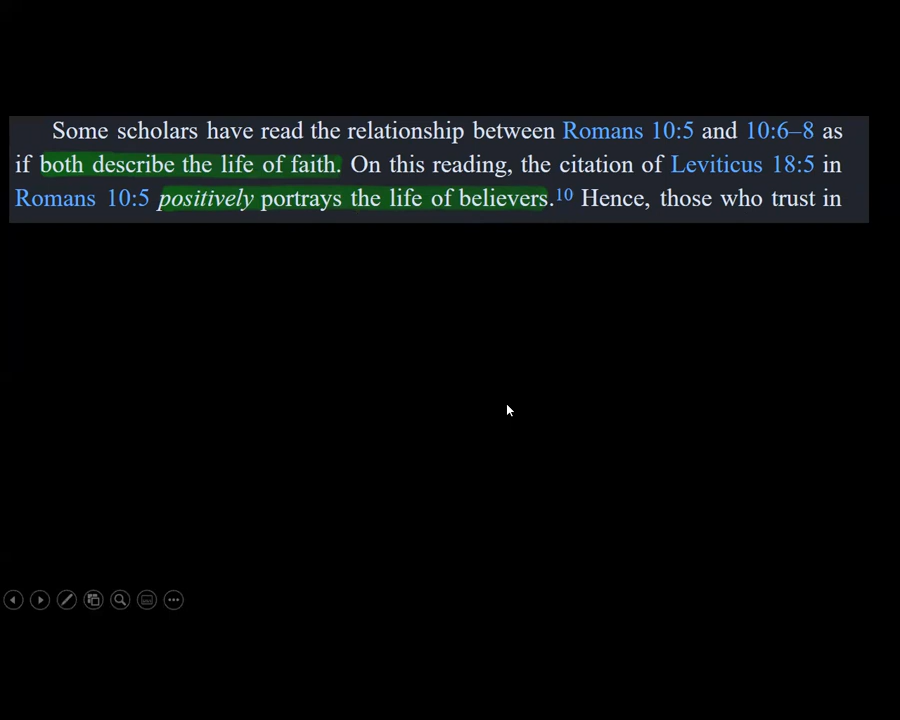 Some scholars have read the relationship between Romans 10:5 and 10:6–8 as
if both describe the life of faith. On this reading, the citation of Leviticus 18:5 in
Romans 10:5 positively portrays the life of believers.10 Hence, those who trust in